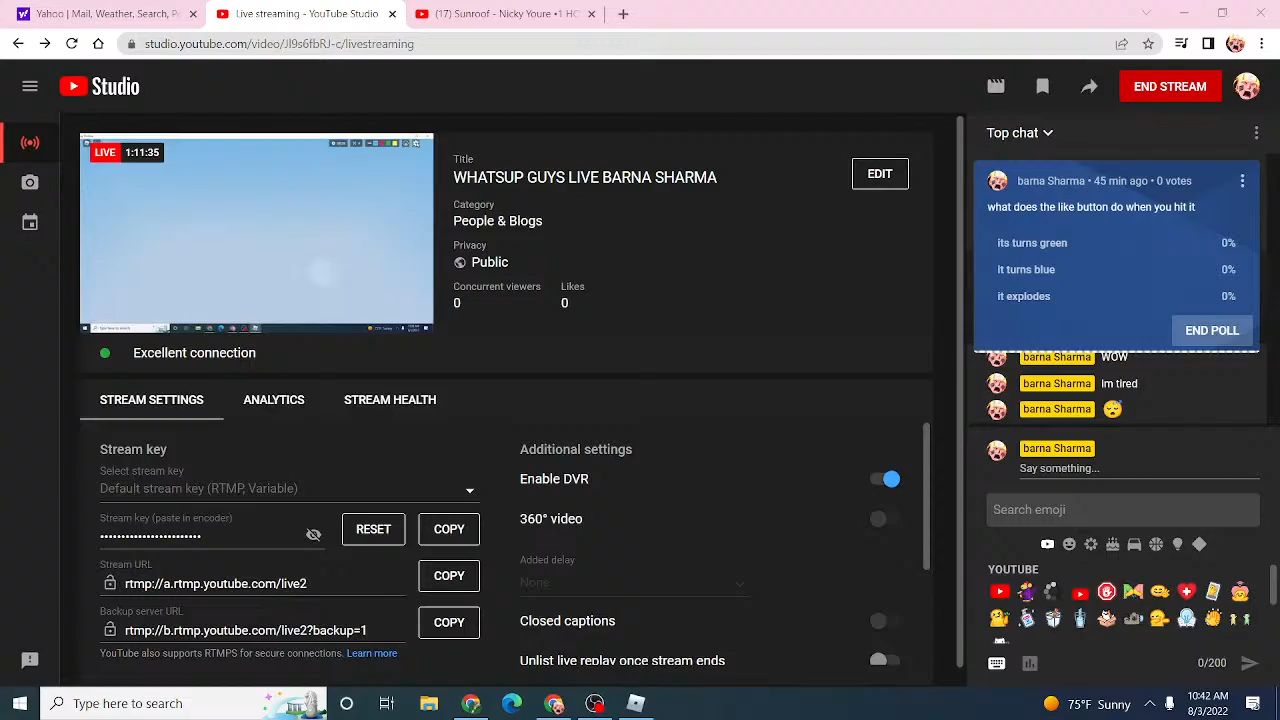 Yahoo | Mail, Weather, Search, Po
Live streaming - YouTube Studio
(17) Sunroof - Nicky Youre •1 HO
studio.youtube.com/video/JI9s6fbRJ-c/livestreaming
Studio
END STREAM
LIVE 1:11:35
Title
WHATSUP GUYS LIVE BARNA SHARMA
EDIT
Category
People & Blogs
Privacy
Public
Concurrent viewers
Likes
0
0
Excellent connection
STREAM SETTINGS
ANALYTICS
STREAM HEALTH
Stream key
Select stream key
Default stream key (RTMP, Variable)
Stream key (paste in encoder)
••••••••••••••••••••••••
RESET
COPY
Stream URL
rtmp://a.rtmp.youtube.com/live2
COPY
Backup server URL
rtmp://b.rtmp.youtube.com/live2?backup=1
COPY
YouTube also supports RTMPS for secure connections. Learn more
Additional settings
Enable DVR
360° video
Added delay
None
Closed captions
Unlist live replay once stream ends
Top chat
barna Sharma • 45 min ago • 0 votes
what does the like button do when you hit it
its turns green 0%
It turns blue 0%
it explodes 0%
END POLL
barna Sharma WOW
barna Sharma Im tired
barna Sharma 😴
barna Sharma
Say something...
Search emoji
YOUTUBE
0/200
Type here to search
75°F Sunny
10:42 AM
8/3/2022